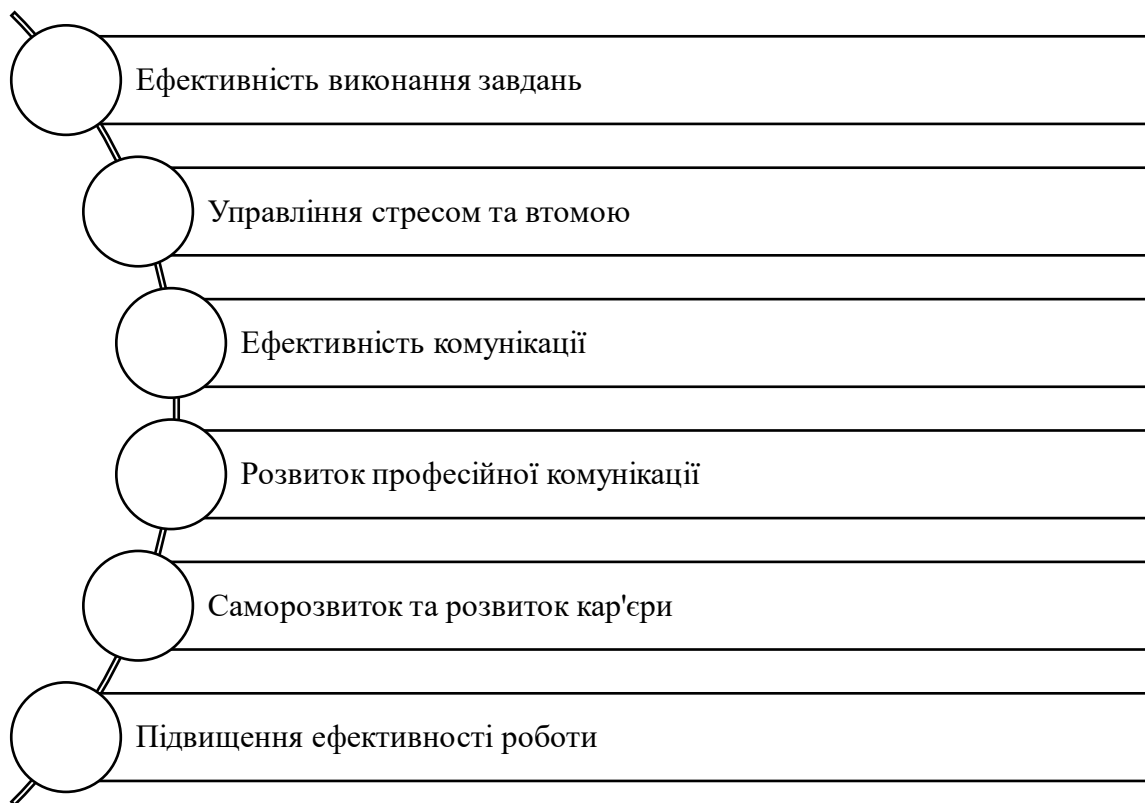 Ефективність виконання завдань
Управління стресом та втомою
Ефективність комунікації
Розвиток професійної комунікації
Саморозвиток та розвиток кар'єри
Підвищення ефективності роботи